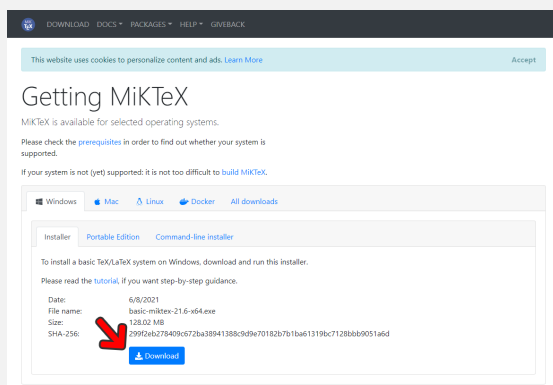 DOWNLOAD DOCS PACKAGES HELP GIVEBACK
This website uses cookies to personalize content and ads. Learn More Accept
Getting MiKTeX
MiKTeX is available for selected operating systems.
Please check the prerequisites in order to find out whether your system is
supported.
If your system is not (yet) supported: it is not too difficult to build MiKTeX.
Windows Mac Linux Docker All downloads
Installer Portable Edition Command-line installer
To install a basic TeX/LaTeX system on Windows, download and run this installer.
Please read the tutorial, if you want step-by-step guidance.
Date: 6/8/2021
File name: basic-miktex-21.6-x64.exe
Size: 128.02 MB
SHA-256: 299f2eb278409c672ba38941388c9d9e70182b7b1ba61319bc7128bbb9051a6d
Download